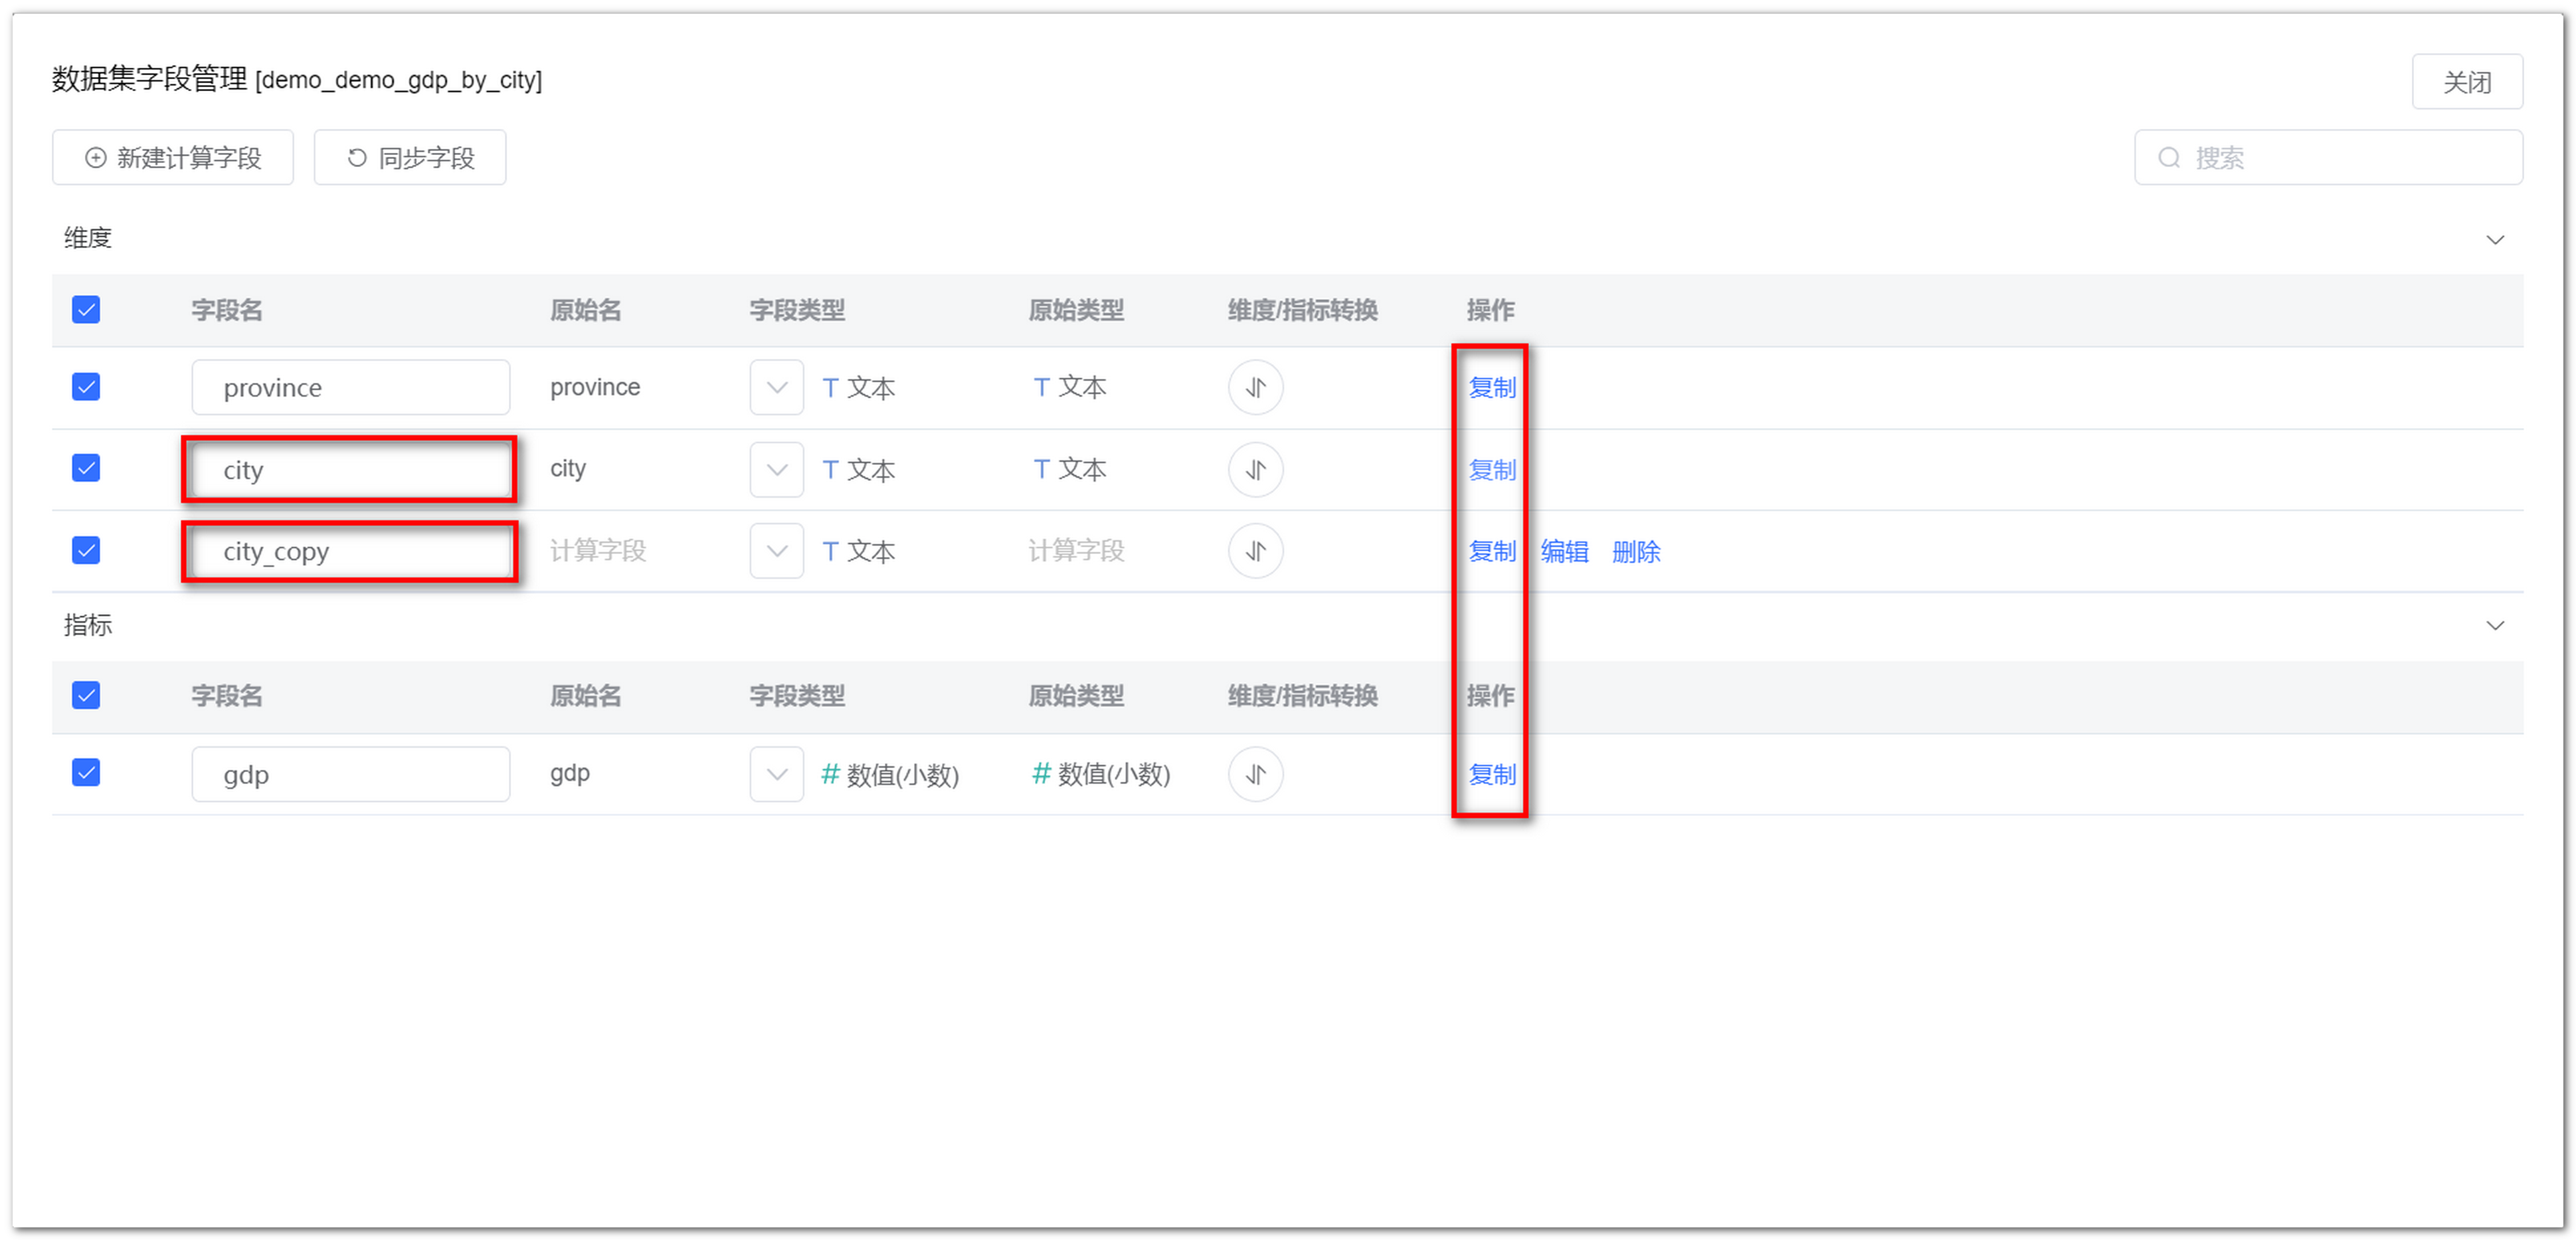 数据集字段管理 [demo_demo_gdp_by_city]
关闭
新建计算字段 同步字段
搜索
维度
字段名 原始名 字段类型 原始类型 维度/指标转换 操作
province province T 文本 T 文本 复制
city city T 文本 T 文本 复制
city_copy 计算字段 T 文本 计算字段 复制 编辑 删除
指标
字段名 原始名 字段类型 原始类型 维度/指标转换 操作
gdp gdp # 数值(小数) # 数值(小数) 复制